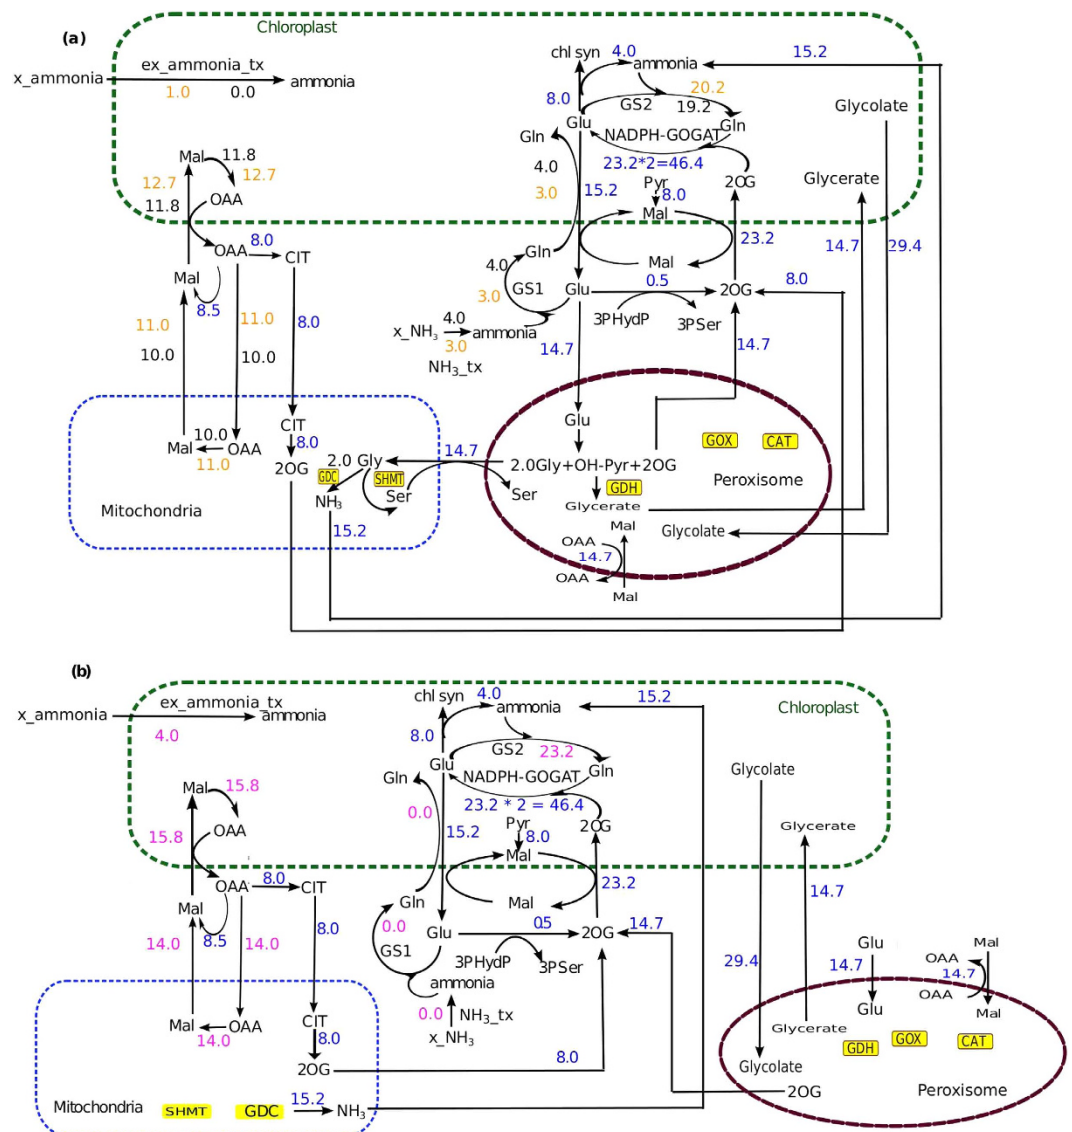 Chloroplast
(a)
chl syn
4.0
ammonia
15.2
ex_ammonia_tx
x_ammonia
ammonia
1.0
0.0
8.0
20.2
GS2
19.2
Glycolate
Glu
Gln
Gln
NADPH-GOGAT
Mal
11.8
12.7
12.7
11.8
OAA
4.0
3.0
23.2*2=46.4
15.2
Pyr
8.0
2OG
Glycerate
Mal
OAA
8.0
CIT
Gln
23.2
14.7
29.4
Mal
8.5
4.0
GS1
3.0
Mal
Glu
0.5
2OG
8.0
11.0
11.0
8.0
3PHydP
3PSer
10.0
10.0
x_NH3
4.0
ammonia
3.0
NH3_tx
14.7
14.7
Glu
CIT
Mal
10.0
OAA
8.0
11.0
2OG
2.0
Gly
14.7
GOX
CAT
GDC
SHMT
2.0Gly+OH-Pyr+2OG
Peroxisome
NH3
Ser
Ser
GDH
Glycerate
Mitochondria
15.2
Mal
Glycolate
OAA
14.7
OAA
Mal
(b)
chl syn
4.0
15.2
ex_ammonia_tx
x_ammonia
ammonia
ammonia
Chloroplast
4.0
8.0
GS2
23.2
Glu
Gln
Glycolate
Gln
NADPH-GOGAT
Mal
15.8
0.0
23.2 * 2 = 46.4
15.8
OAA
15.2
Pyr
8.0
2OG
Glycerate
Mal
OAA
8.0
CIT
23.2
14.7
Mal
8.5
Gln
Mal
0.0
8.0
14.0
14.0
GS1
Glu
0.5
2OG
14.7
29.4
Glu
Mal
OAA
3PHydP
3PSer
14.7
14.7
ammonia
OAA
0.0
NH3_tx
Glu
Mal
x_NH3
Mal
OAA
CIT
14.0
8.0
Glycerate
GDH
GOX
CAT
2OG
8.0
Glycolate
2OG
Peroxisome
Mitochondria
SHMT
GDC
15.2
NH3